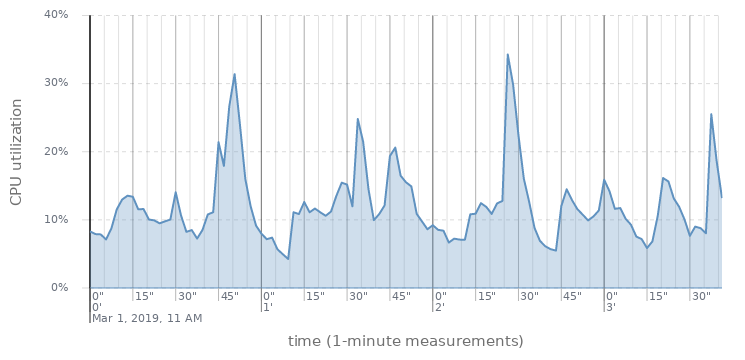 40%
30%
20%
10%
0%
CPU utilization
0" 15" 30" 45" 0" 15" 30" 45" 0" 15" 30" 45" 0" 15" 30"
0' 1' 2' 3'
Mar 1, 2019, 11 AM
time (1-minute measurements)